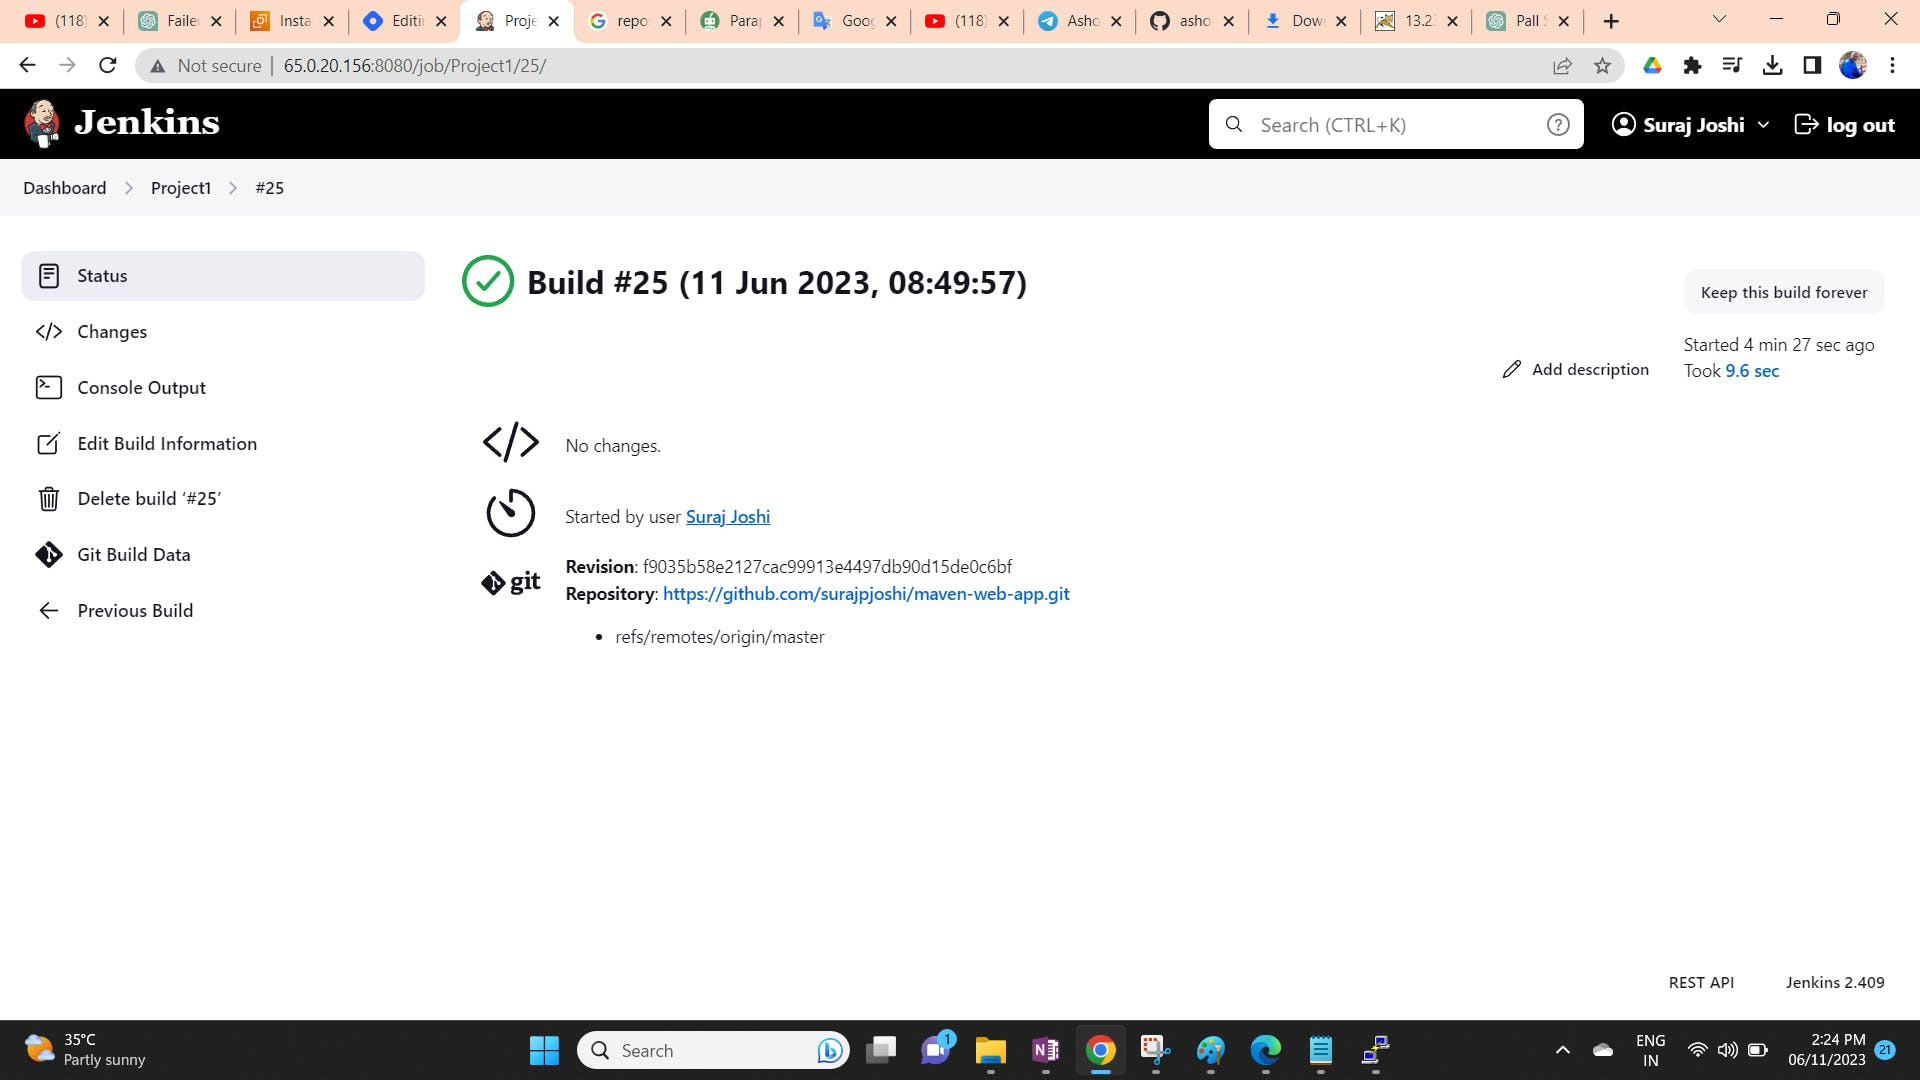 (118)
Faile
Insta
Editi
Proje
repo
Para
Goog
(118)
Asho
asho
Dow
13.2
Pall S
Not secure
65.0.20.156:8080/job/Project1/25/
Jenkins
Search (CTRL+K)
Suraj Joshi
log out
Dashboard
Project1
#25
Status
Changes
Console Output
Edit Build Information
Delete build ‘#25’
Git Build Data
Previous Build
Build #25 (11 Jun 2023, 08:49:57)
Keep this build forever
Started 4 min 27 sec ago
Took 9.6 sec
Add description
No changes.
Started by user Suraj Joshi
git
Revision: f9035b58e2127cac99913e4497db90d15de0c6bf
Repository: https://github.com/surajpjoshi/maven-web-app.git
• refs/remotes/origin/master
REST API
Jenkins 2.409
35°C
Partly sunny
Search
1
ENG
IN
2:24 PM
06/11/2023
21